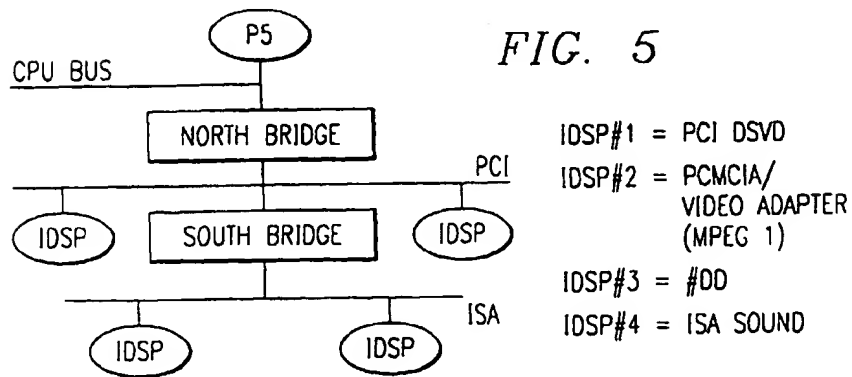 P5
FIG. 5
CPU BUS
NORTH BRIDGE
PCI
IDSP
SOUTH BRIDGE
IDSP
ISA
IDSP
IDSP
IDSP#1 = PCI DSVD
IDSP#2 = PCMCIA/
VIDEO ADAPTER
(MPEG 1)
IDSP#3 = #DD
IDSP#4 = ISA SOUND